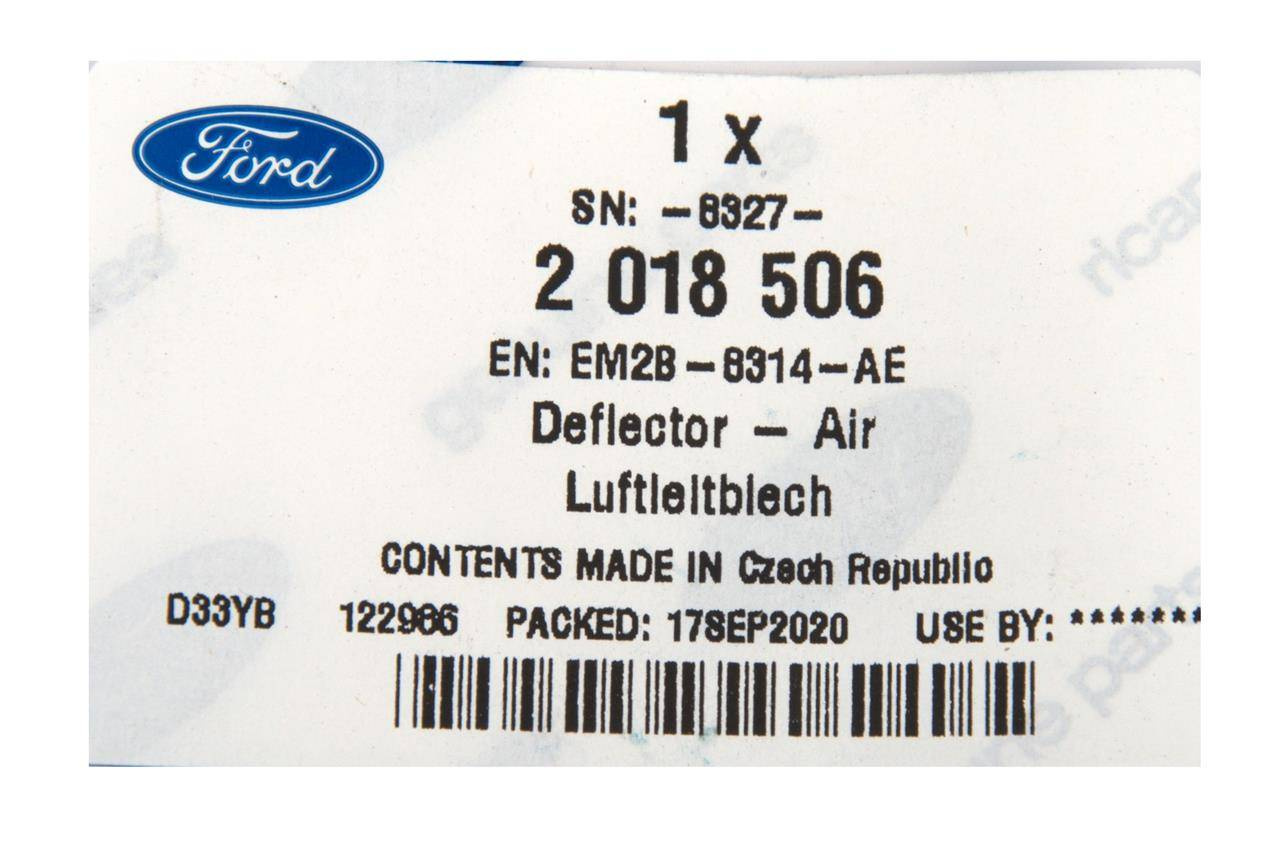 Ford
1 x
SN: -8327-
2 018 506
EN: EM2B-8314-AE
Deflector - Air
Luftleitblech
CONTENTS MADE IN Czech Republic
D33YB 122966 PACKED: 17SEP2020 USE BY: *******